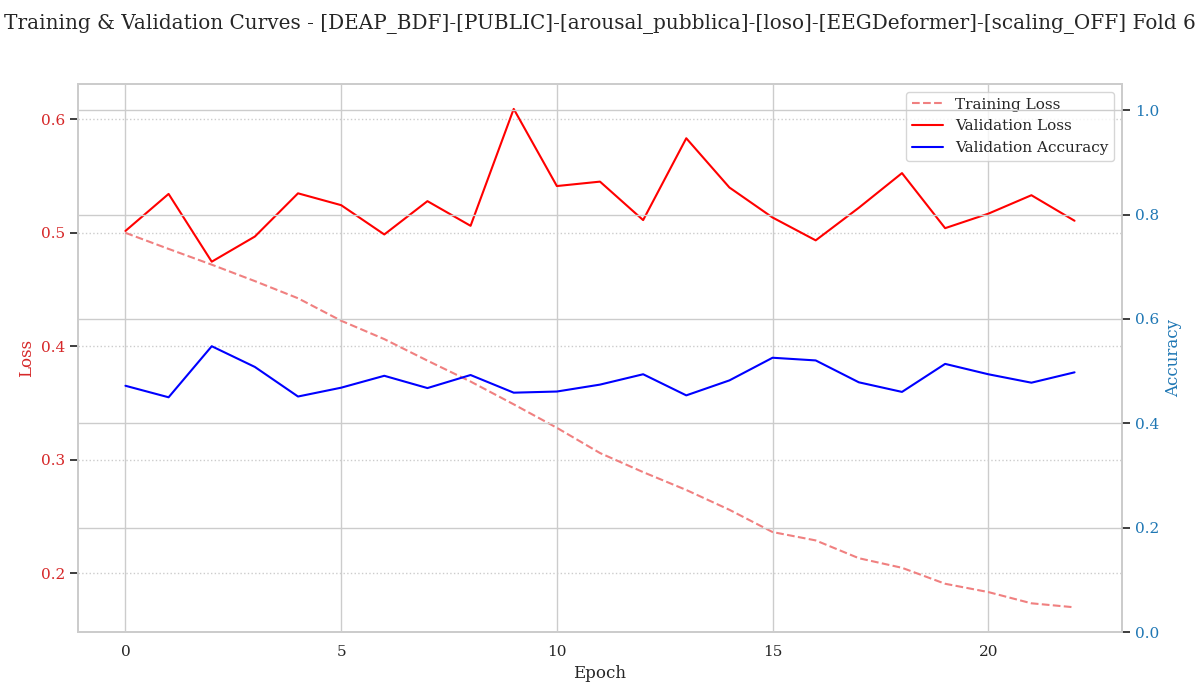 Training & Validation Curves - [DEAP_BDF]-[PUBLIC]-[arousal_pubblica]-[loso]-[EEGDeformer]-[scaling_OFF] Fold 6
Training Loss
Validation Loss
Validation Accuracy
0.6
0.5
0.4
0.3
0.2
Loss
1.0
0.8
0.6
0.4
0.2
0.0
Accuracy
0
5
10
15
20
Epoch